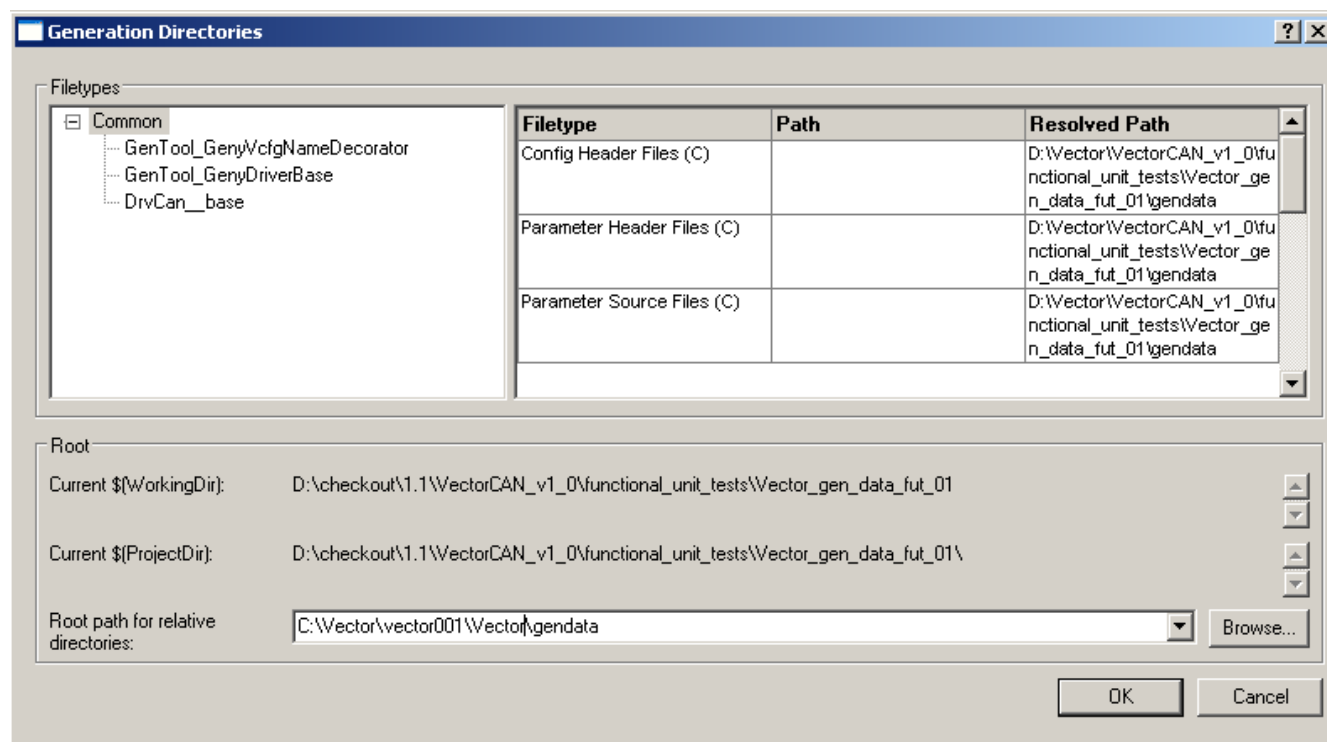 Generation Directories
Filetypes
Common
GenTool_GenyVcfgNameDecorator
GenTool_GenyDriverBase
DrvCan__base
Filetype Path Resolved Path
Config Header Files (C) D:\Vector\VectorCAN_v1_0\fu
nctional_unit_tests\Vector_ge
n_data_fut_01\gendata
Parameter Header Files (C) D:\Vector\VectorCAN_v1_0\fu
nctional_unit_tests\Vector_ge
n_data_fut_01\gendata
Parameter Source Files (C) D:\Vector\VectorCAN_v1_0\fu
nctional_unit_tests\Vector_ge
n_data_fut_01\gendata
Root
Current $(WorkingDir): D:\checkout\1.1\VectorCAN_v1_0\functional_unit_tests\Vector_gen_data_fut_01
Current $(ProjectDir): D:\checkout\1.1\VectorCAN_v1_0\functional_unit_tests\Vector_gen_data_fut_01\
Root path for relative
directories:
C:\Vector\vector001\Vector\gendata
Browse...
OK Cancel